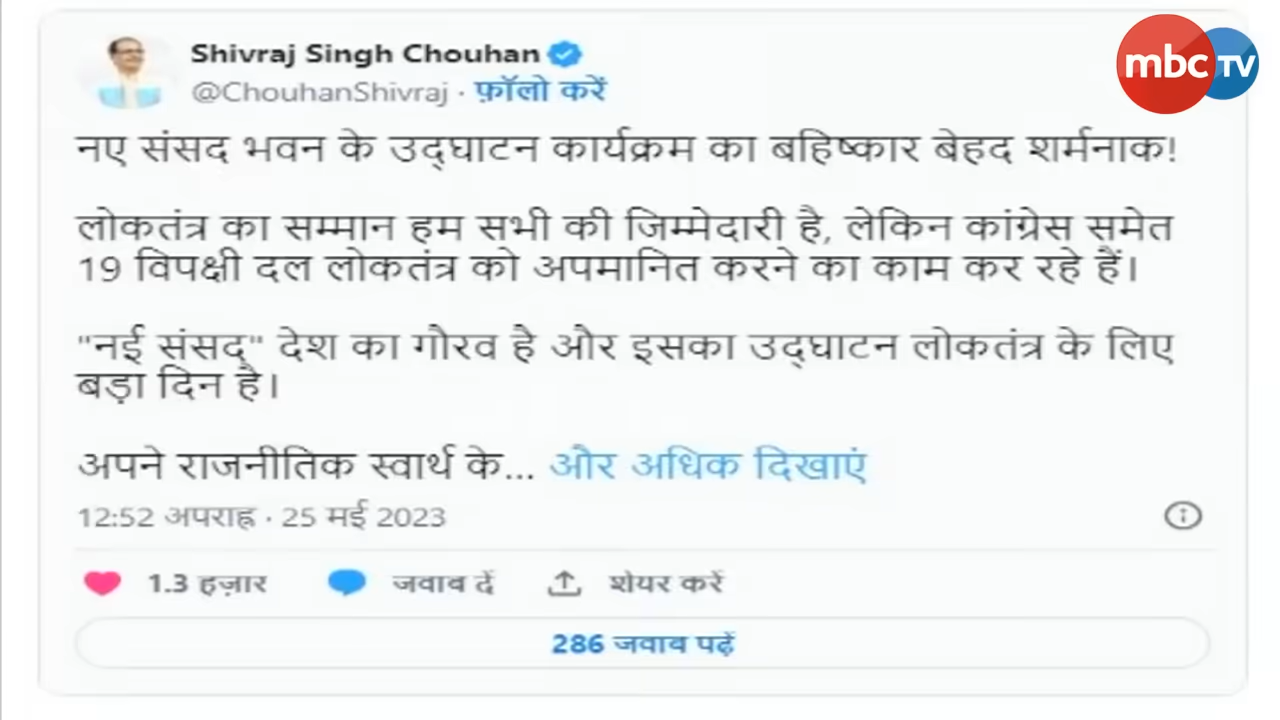 Shivraj Singh Chouhan
@ChouhanShivraj · फ़ॉलो करें
mbc TV
नए संसद भवन के उद्घाटन कार्यक्रम का बहिष्कार बेहद शर्मनाक!
लोकतंत्र का सम्मान हम सभी की जिम्मेदारी है, लेकिन कांग्रेस समेत
19 विपक्षी दल लोकतंत्र को अपमानित करने का काम कर रहे हैं।
"नई संसद" देश का गौरव है और इसका उद्घाटन लोकतंत्र के लिए
बड़ा दिन है।
अपने राजनीतिक स्वार्थ के... और अधिक दिखाएं
12:52 अपराह्न · 25 मई 2023
1.3 हज़ार जवाब दें शेयर करें
286 जवाब पढ़ें